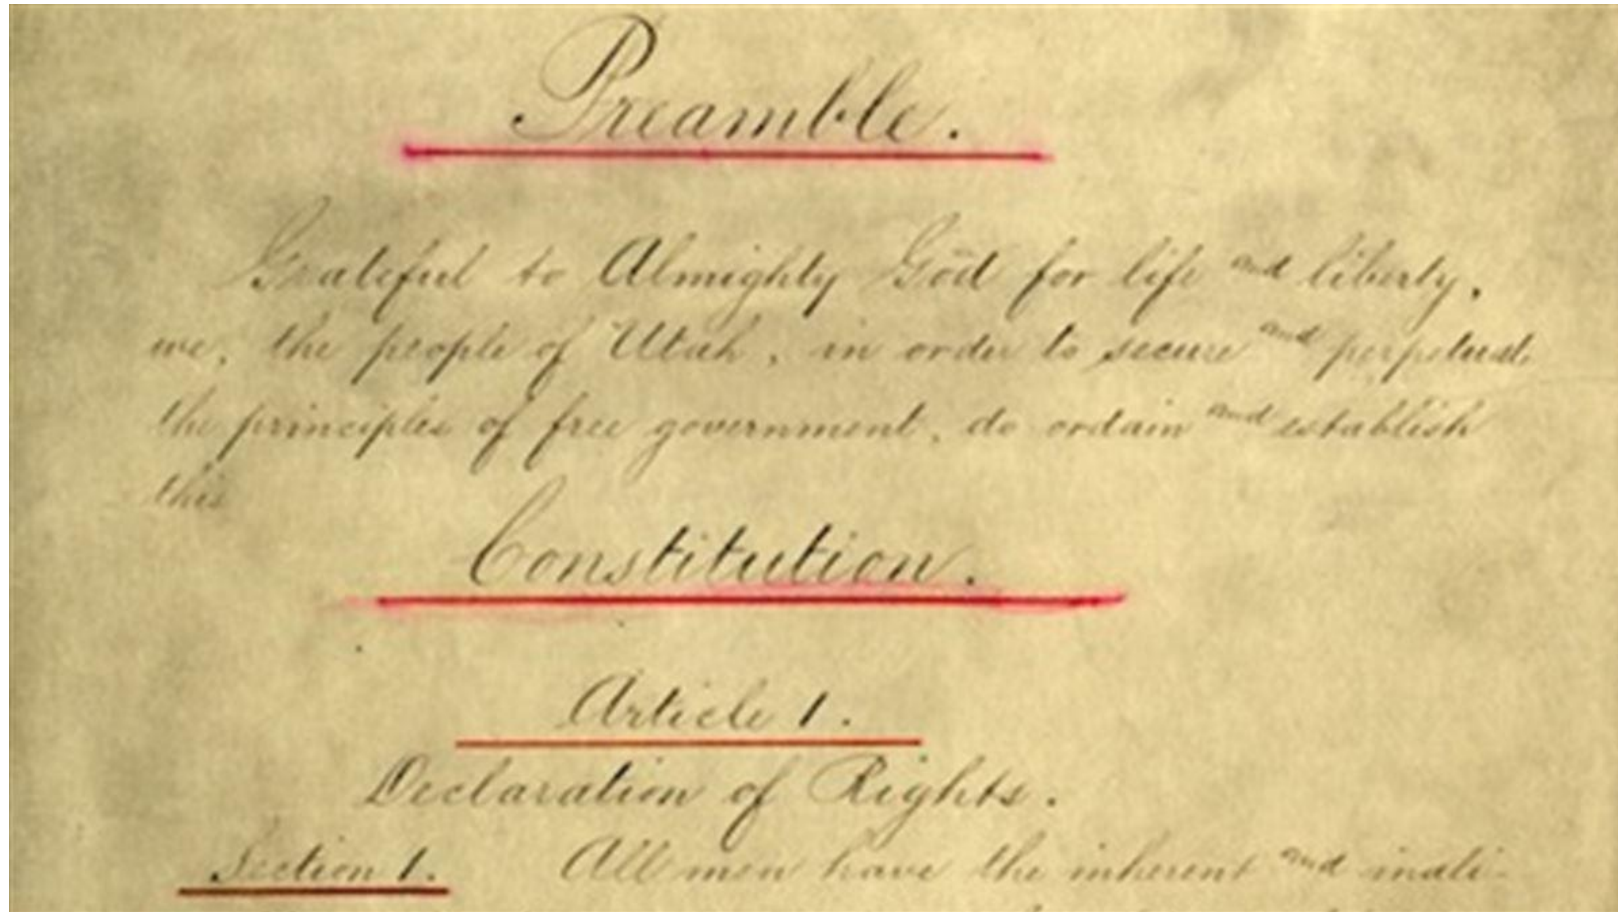 Preamble.
Grateful to Almighty God for life and liberty,
we, the people of Utah, in order to secure and perpetuate
the principles of free government, do ordain and establish
this
Constitution.
Article 1.
Declaration of Rights.
Section 1. All men have the inherent and inali-